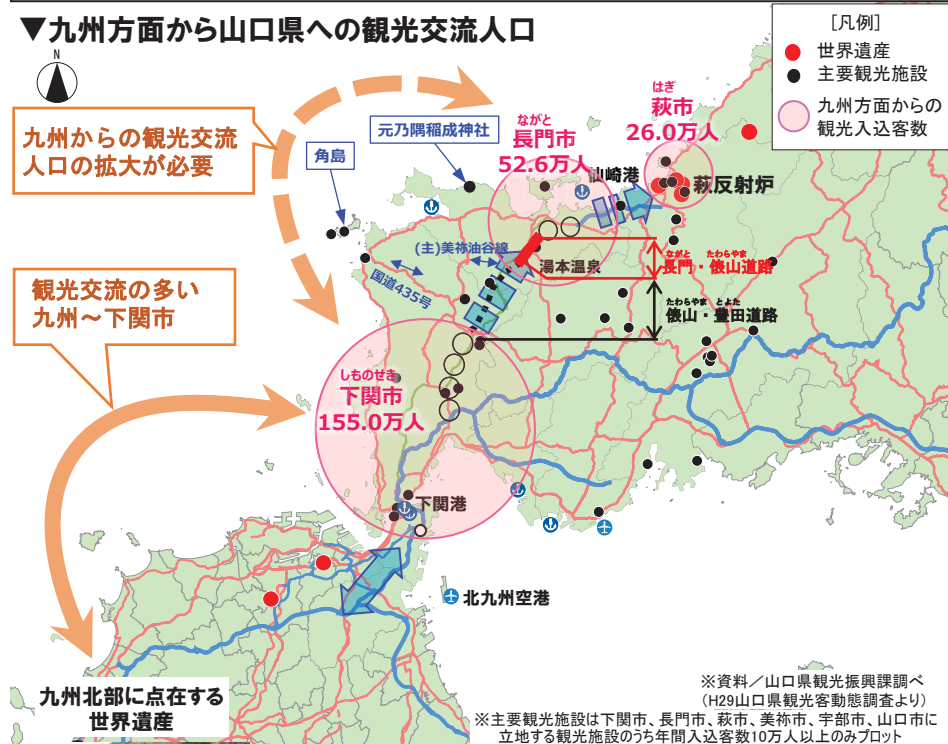 ▼九州方面から山口県への観光交流人口
[凡例]
世界遺産
主要観光施設
九州方面からの
観光入込客数
N
九州からの観光交流
人口の拡大が必要
元乃隅稲成神社
角島
ながと
長門市
52.6万人
はぎ
萩市
26.0万人
仙崎港
萩反射炉
(主)美祢油谷線
国道435号
湯本温泉
ながと たわらやま
長門・俵山道路
たわらやま とよた
俵山・豊田道路
観光交流の多い
九州～下関市
しものせき
下関市
155.0万人
下関港
北九州空港
九州北部に点在する
世界遺産
※資料／山口県観光振興課調べ
(H29山口県観光客動態調査より)
※主要観光施設は下関市、長門市、萩市、美祢市、宇部市、山口市に
立地する観光施設のうち年間入込客数10万人以上のみプロット